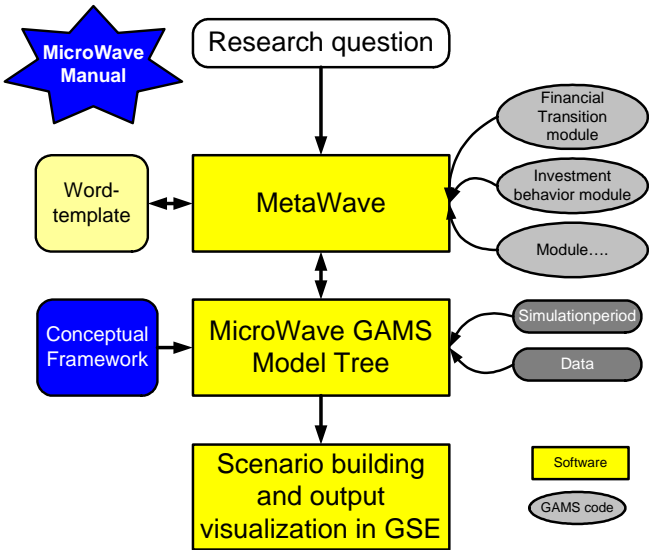 MicroWave
Manual
Research question
Financial
Transition
module
Word-
template
MetaWave
Investment
behavior module
Module....
Conceptual
Framework
MicroWave GAMS
Model Tree
Simulationperiod
Data
Scenario building
and output
visualization in GSE
Software
GAMS code